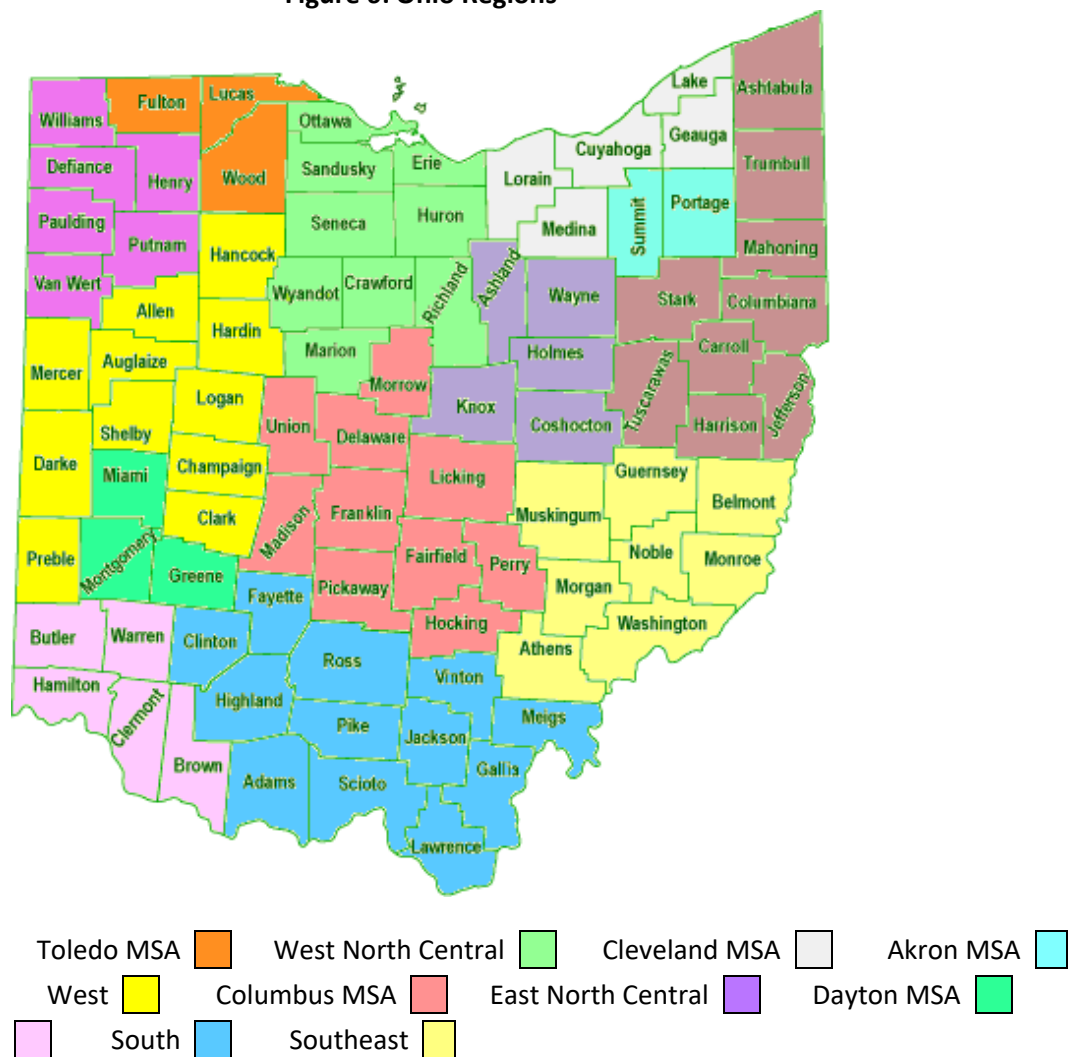 Figure of Ohio Regions
Lake
Ashtabula
Fulton
Lucas
Williams
Ottawa
Geauga
Cuyahoga
Erie
Trumbull
Defiance
Henry
Wood
Sandusky
Lorain
Portage
Summit
Paulding
Putnam
Seneca
Huron
Medina
Mahoning
Hancock
Van Wert
Wyandot
Crawford
Richland
Ashland
Wayne
Stark
Columbiana
Allen
Hardin
Marion
Holmes
Carroll
Mercer
Auglaize
Morrow
Tuscarawas
Jefferson
Logan
Knox
Coshocton
Harrison
Shelby
Union
Delaware
Darke
Miami
Champaign
Licking
Guernsey
Belmont
Clark
Madison
Franklin
Muskingum
Preble
Montgomery
Greene
Fairfield
Perry
Noble
Monroe
Fayette
Pickaway
Morgan
Butler
Warren
Clinton
Hocking
Washington
Ross
Athens
Hamilton
Clermont
Highland
Vinton
Pike
Jackson
Meigs
Brown
Adams
Scioto
Gallis
Lawrence
Toledo MSA West North Central Cleveland MSA Akron MSA
West Columbus MSA East North Central Dayton MSA
South Southeast